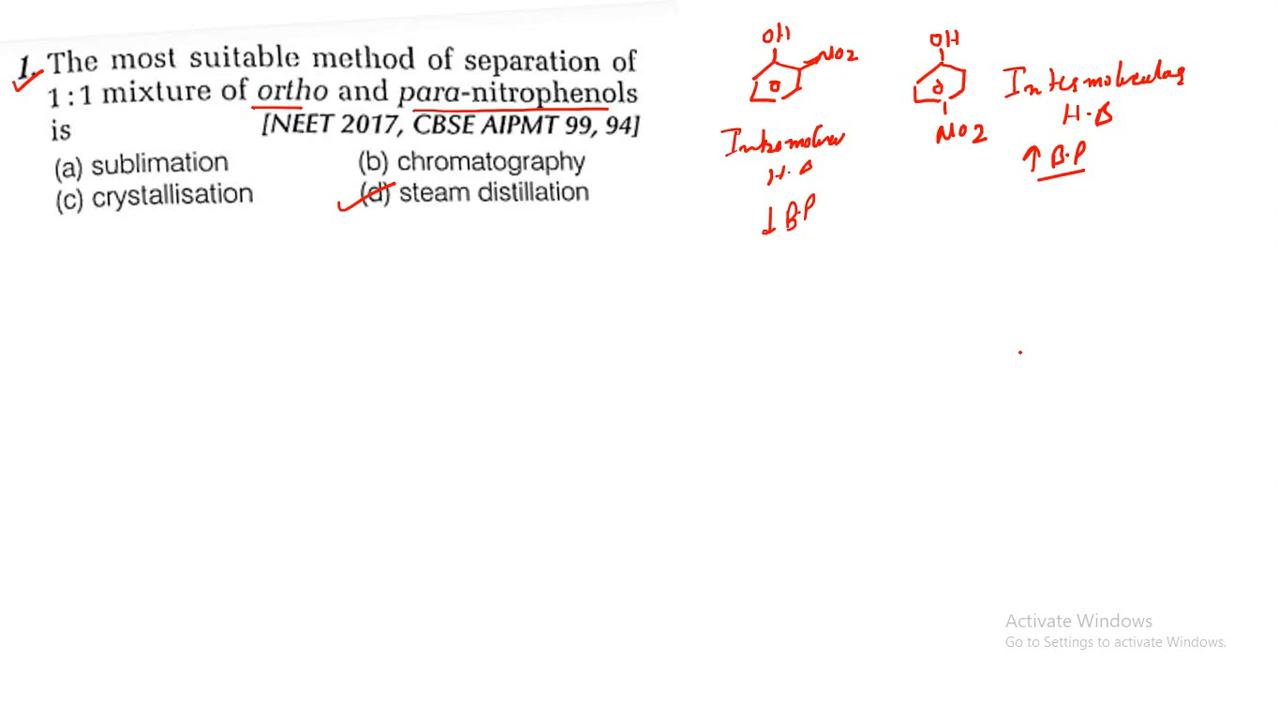 1. The most suitable method of separation of
1 : 1 mixture of ortho and para-nitrophenols
is [NEET 2017, CBSE AIPMT 99, 94]
(a) sublimation (b) chromatography
(c) crystallisation (d) steam distillation
OH
NO2
H·B
↓ B·P
OH
NO2
Intermolecular
H·B
↑ B·P
Activate Windows
Go to Settings to activate Windows.